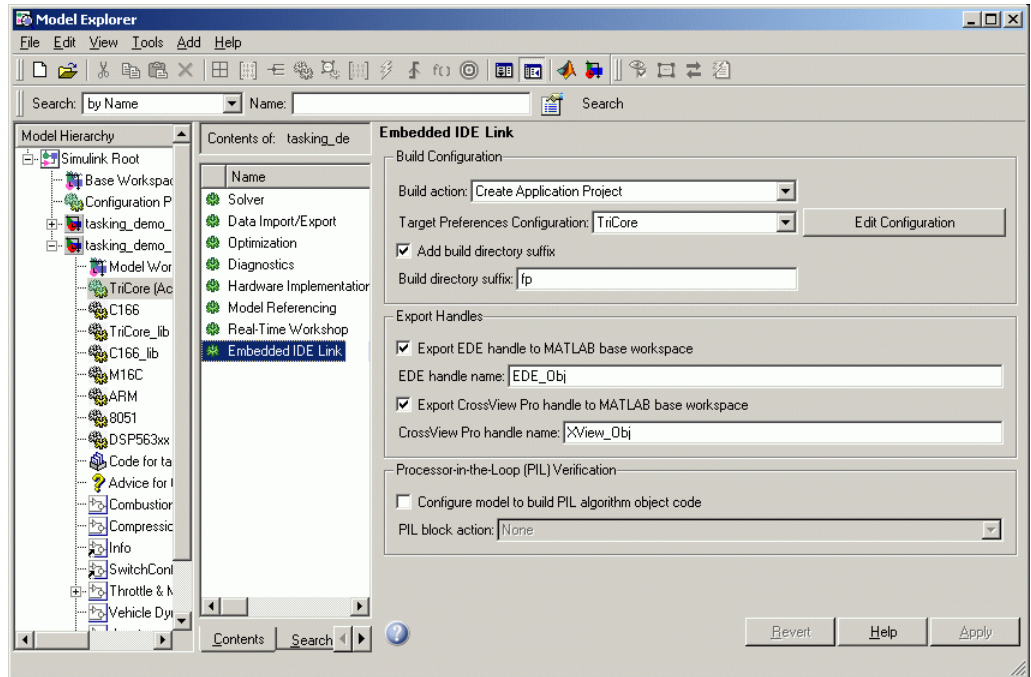 Model Explorer
File Edit View Tools Add Help
Search: by Name Name: Search
Model Hierarchy
Simulink Root
Base Workspac
Configuration P
tasking_demo_
tasking_demo_
Model Wor
TriCore (Ac
C166
TriCore_lib
C166_lib
M16C
ARM
8051
DSP563xx
Code for ta
Advice for
Combustion
Compressic
Info
SwitchCont
Throttle & M
Vehicle Dyr
Contents of: tasking_de
Name
Solver
Data Import/Export
Optimization
Diagnostics
Hardware Implementation
Model Referencing
Real-Time Workshop
Embedded IDE Link
Contents Search
Embedded IDE Link
Build Configuration
Build action: Create Application Project
Target Preferences Configuration: TriCore Edit Configuration
Add build directory suffix
Build directory suffix: fp
Export Handles
Export EDE handle to MATLAB base workspace
EDE handle name: EDE_Obj
Export CrossView Pro handle to MATLAB base workspace
CrossView Pro handle name: XView_Obj
Processor-in-the-Loop (PIL) Verification
Configure model to build PIL algorithm object code
PIL block action: None
Revert Help Apply